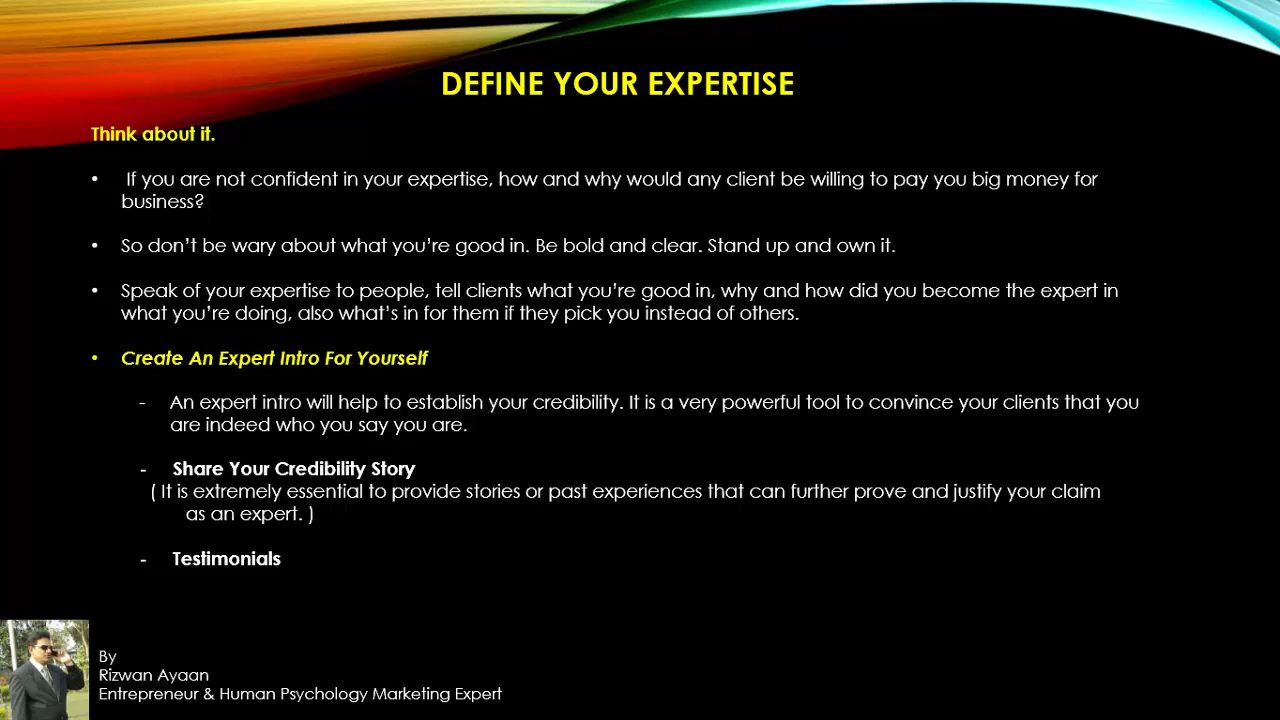 DEFINE YOUR EXPERTISE
Think about it.
• If you are not confident in your expertise, how and why would any client be willing to pay you big money for
business?
• So don’t be wary about what you’re good in. Be bold and clear. Stand up and own it.
• Speak of your expertise to people, tell clients what you’re good in, why and how did you become the expert in
what you’re doing, also what’s in for them if they pick you instead of others.
• Create An Expert Intro For Yourself
- An expert intro will help to establish your credibility. It is a very powerful tool to convince your clients that you
are indeed who you say you are.
- Share Your Credibility Story
( It is extremely essential to provide stories or past experiences that can further prove and justify your claim
as an expert. )
- Testimonials
By
Rizwan Ayaan
Entrepreneur & Human Psychology Marketing Expert